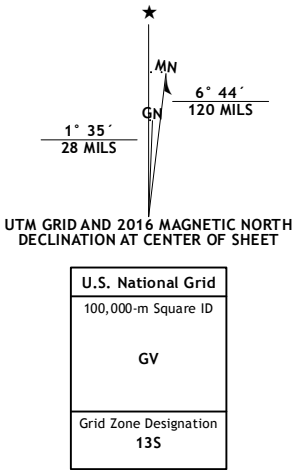 ★
MN
6° 44´
120 MILS
GN
1° 35´
28 MILS
UTM GRID AND 2016 MAGNETIC NORTH
DECLINATION AT CENTER OF SHEET
U.S. National Grid
100,000-m Square ID
GV
Grid Zone Designation
13S